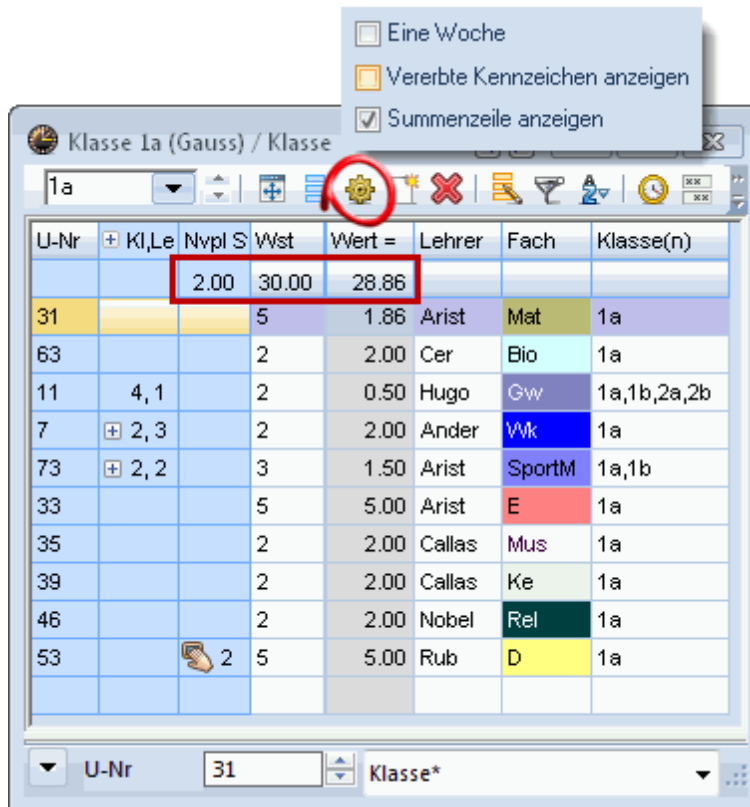 Eine Woche
Vererbte Kennzeichen anzeigen
Summenzeile anzeigen
Klasse 1a (Gauss) / Klasse
1a
U-Nr Kl,Le Nvpl S Wst Wert = Lehrer Fach Klasse(n)
2.00 30.00 28.86
31 5 1.86 Arist Mat 1a
63 2 2.00 Cer Bio 1a
11 4, 1 2 0.50 Hugo Gw 1a,1b,2a,2b
7 2, 3 2 2.00 Ander Wk 1a
73 2, 2 3 1.50 Arist SportM 1a,1b
33 5 5.00 Arist E 1a
35 2 2.00 Callas Mus 1a
39 2 2.00 Callas Ke 1a
46 2 2.00 Nobel Rel 1a
53 2 5 5.00 Rub D 1a
U-Nr 31 Klasse*